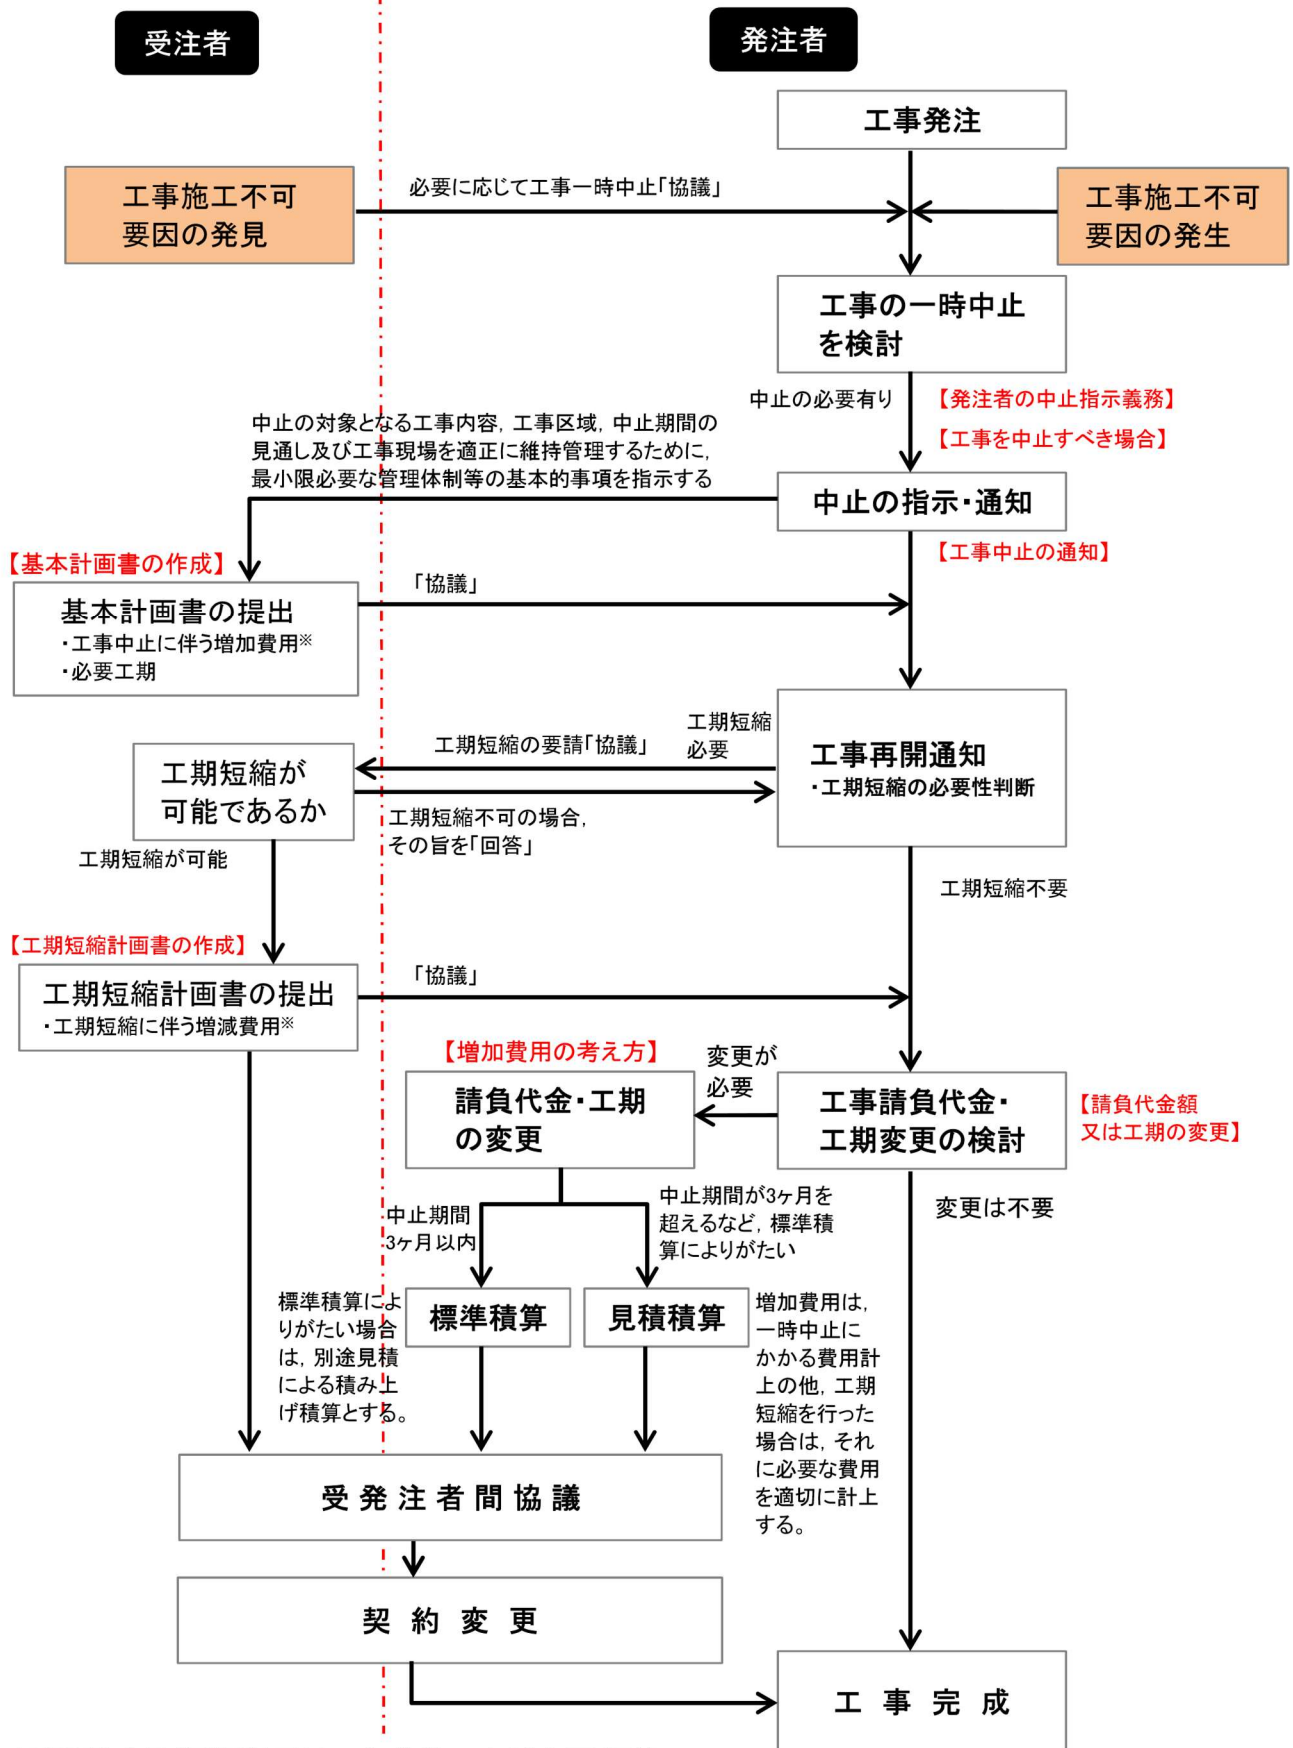 受注者
発注者
工事発注
工事施工不可
要因の発見
必要に応じて工事一時中止「協議」
工事施工不可
要因の発生
工事の一時中止
を検討
中止の必要有り
【発注者の中止指示義務】
【工事を中止すべき場合】
中止の対象となる工事内容,工事区域,中止期間の
見通し及び工事現場を適正に維持管理するために,
最小限必要な管理体制等の基本的事項を指示する
中止の指示・通知
【工事中止の通知】
【基本計画書の作成】
基本計画書の提出
・工事中止に伴う増加費用※
・必要工期
「協議」
工期短縮
必要
工期短縮の要請「協議」
工事再開通知
・工期短縮の必要性判断
工期短縮が
可能であるか
工期短縮不可の場合,
その旨を「回答」
工期短縮が可能
工期短縮不要
【工期短縮計画書の作成】
工期短縮計画書の提出
・工期短縮に伴う増減費用※
「協議」
【増加費用の考え方】
変更が
必要
請負代金・工期
の変更
工事請負代金・
工期変更の検討
【請負代金額
又は工期の変更】
中止期間
3ヶ月以内
中止期間が3ヶ月を
超えるなど,標準積
算によりがたい
変更は不要
標準積算によ
りがたい場合
は,別途見積
による積み上
げ積算とする。
標準積算
見積積算
増加費用は,
一時中止に
かかる費用計
上の他,工期
短縮を行った
場合は,それ
に必要な費用
を適切に計上
する。
受発注者間協議
契約変更
工事完成